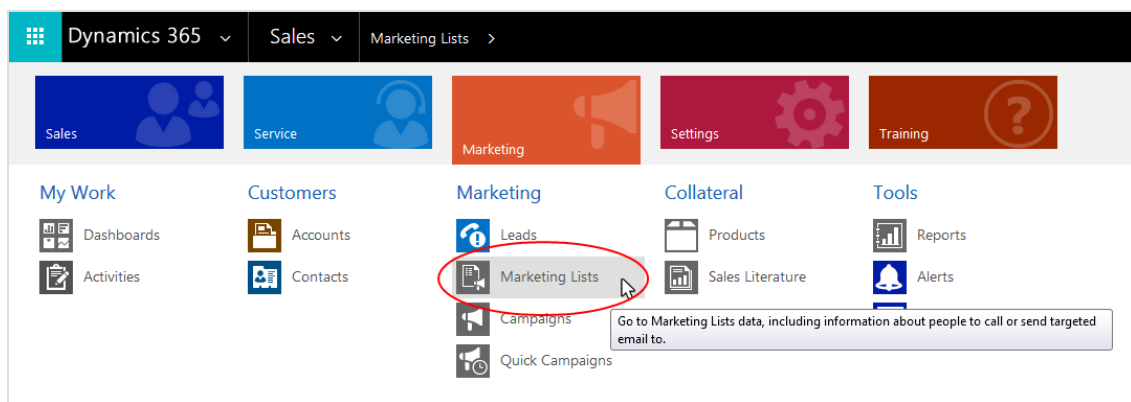 Dynamics 365
Sales
Marketing Lists >
Sales
Service
Marketing
Settings
Training
My Work
Customers
Marketing
Collateral
Tools
Dashboards
Accounts
Leads
Products
Reports
Activities
Contacts
Marketing Lists
Sales Literature
Alerts
Campaigns
Go to Marketing Lists data, including information about people to call or send targeted
email to.
Quick Campaigns